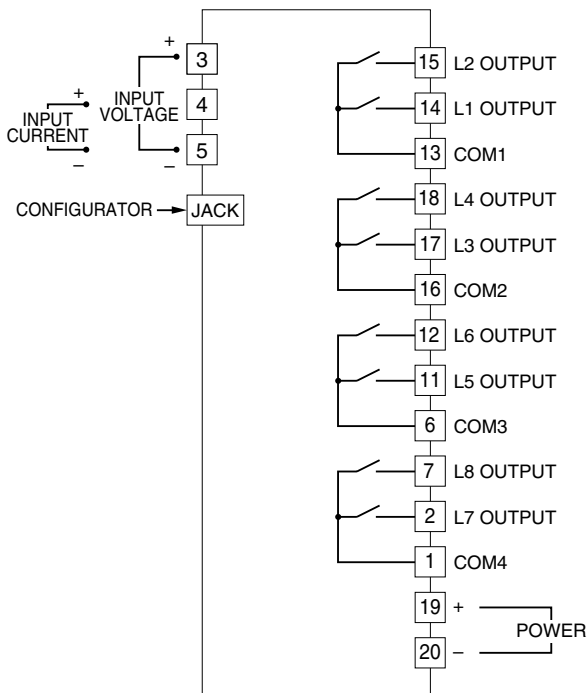 + 3
15 L2 OUTPUT
INPUT
VOLTAGE
+ 4
14 L1 OUTPUT
INPUT
CURRENT
– – 5
13 COM1
CONFIGURATOR JACK
18 L4 OUTPUT
17 L3 OUTPUT
16 COM2
12 L6 OUTPUT
11 L5 OUTPUT
6 COM3
7 L8 OUTPUT
2 L7 OUTPUT
1 COM4
19 +
POWER
20 –